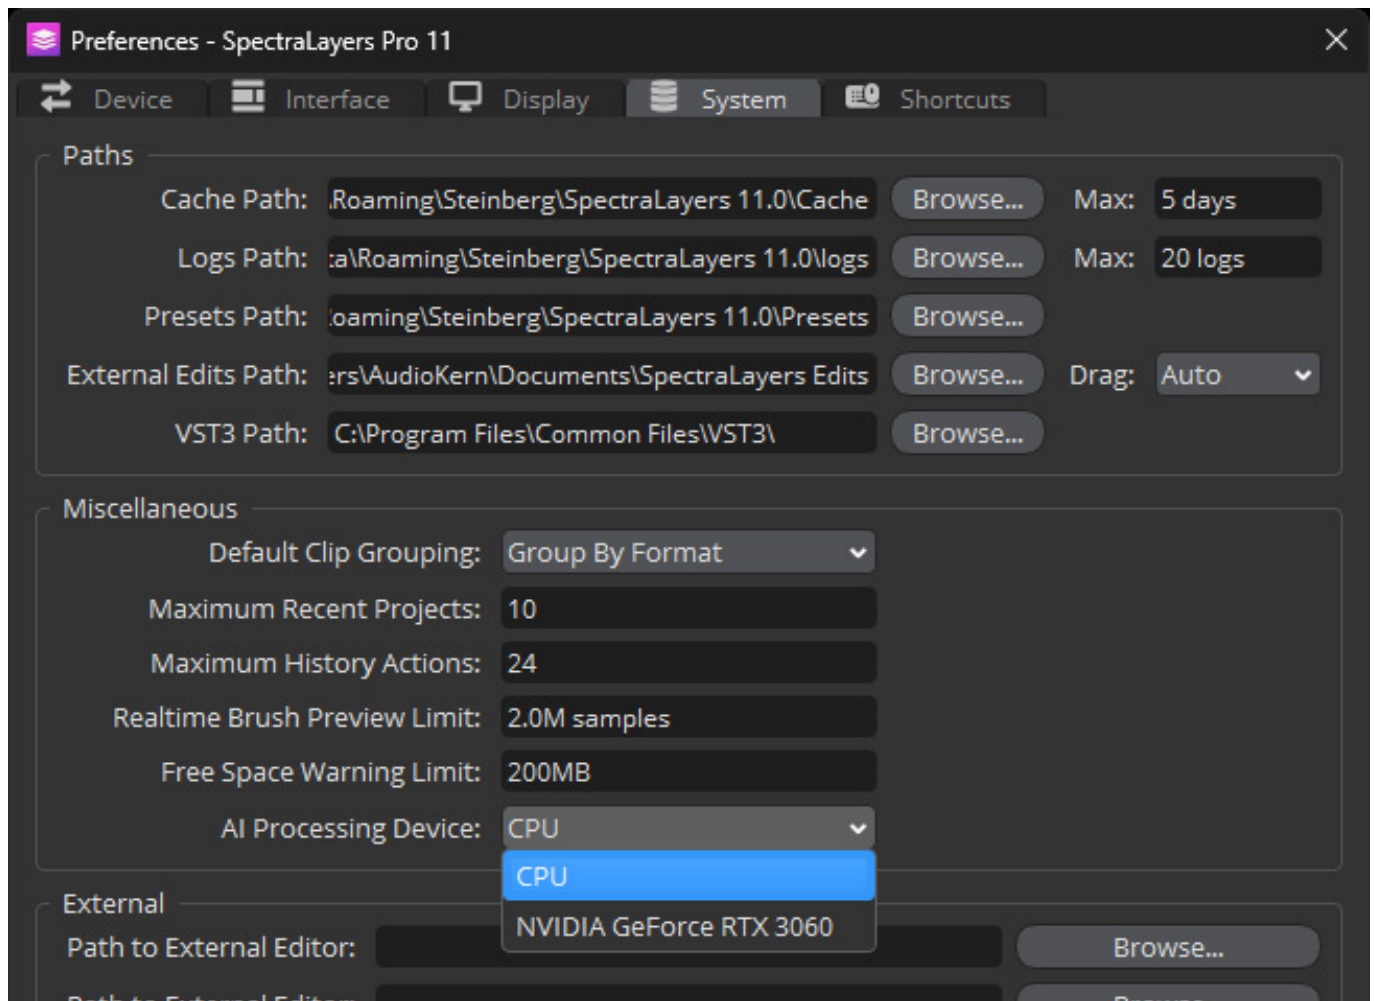 Preferences - SpectraLayers Pro 11
Device Interface Display System Shortcuts
Paths
Cache Path: .Roaming\Steinberg\SpectraLayers 11.0\Cache Browse... Max: 5 days
Logs Path: :a\Roaming\Steinberg\SpectraLayers 11.0\logs Browse... Max: 20 logs
Presets Path: :oaming\Steinberg\SpectraLayers 11.0\Presets Browse...
External Edits Path: :rs\AudioKern\Documents\SpectraLayers Edits Browse... Drag: Auto
VST3 Path: C:\Program Files\Common Files\VST3\ Browse...
Miscellaneous
Default Clip Grouping: Group By Format
Maximum Recent Projects: 10
Maximum History Actions: 24
Realtime Brush Preview Limit: 2.0M samples
Free Space Warning Limit: 200MB
AI Processing Device: CPU
CPU
External
NVIDIA GeForce RTX 3060
Path to External Editor: Browse...
Path to External Editor: Browse...